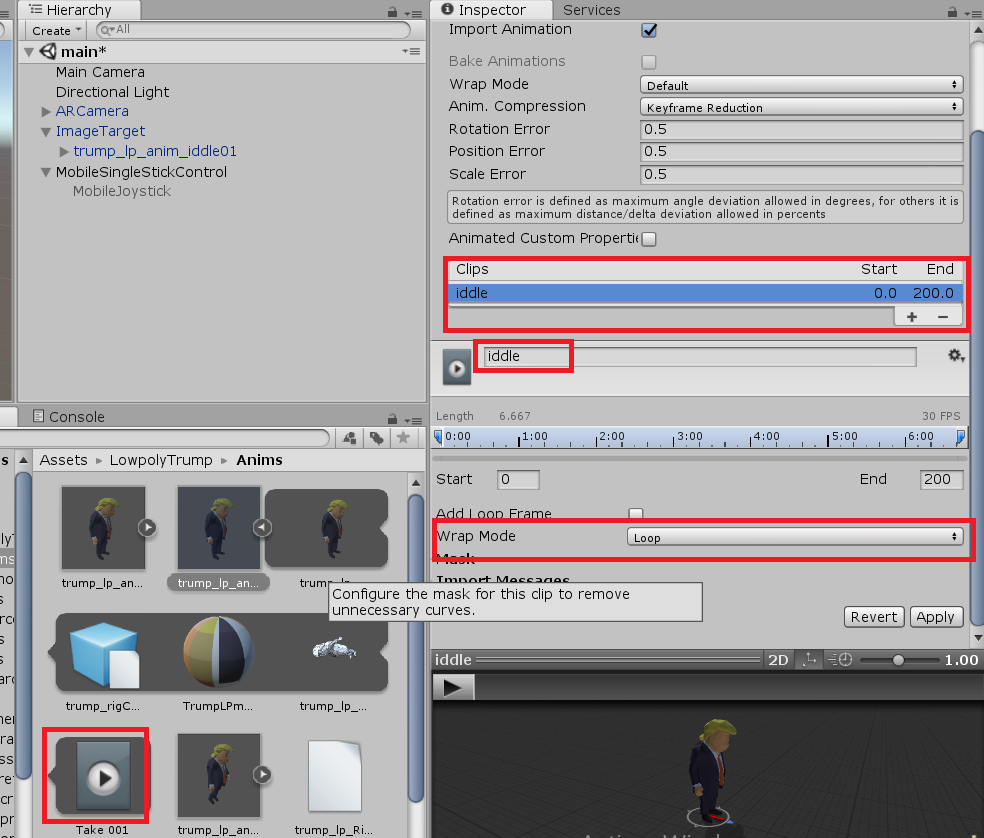 Hierarchy
Create
All
main*
Main Camera
Directional Light
ARCamera
ImageTarget
trump_lp_anim_iddle01
MobileSingleStickControl
MobileJoystick
Console
Assets ▸ LowpolyTrump ▸ Anims
trump_lp_an...
trump_lp_an...
trump_rigC...
TrumpLPm...
trump_lp_...
Take 001
trump_lp_an...
trump_lp_Ri...
Inspector
Services
Import Animation
Bake Animations
Wrap Mode Default
Anim. Compression Keyframe Reduction
Rotation Error 0.5
Position Error 0.5
Scale Error 0.5
Rotation error is defined as maximum angle deviation allowed in degrees, for others it is
defined as maximum distance/delta deviation allowed in percents
Animated Custom Properti
Clips Start End
iddle 0.0 200.0
+ −
iddle
Length 6.667 30 FPS
0:00 1:00 2:00 3:00 4:00 5:00 6:00
Start 0 End 200
Add Loop Frame
Wrap Mode Loop
Mask
Import Messages
Configure the mask for this clip to remove
unnecessary curves.
Revert Apply
iddle 2D 1.00